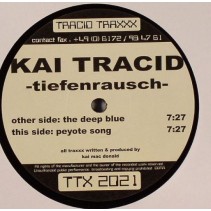 TRACID TRAXXX
contact fax. +49(0) 6172 / 98 47 61
KAI TRACID
-tiefenrausch-
other side: the deep blue 7:27
this side: peyote song 7:27
all traxxx written & produced by
kai mac donald
TTX 2021